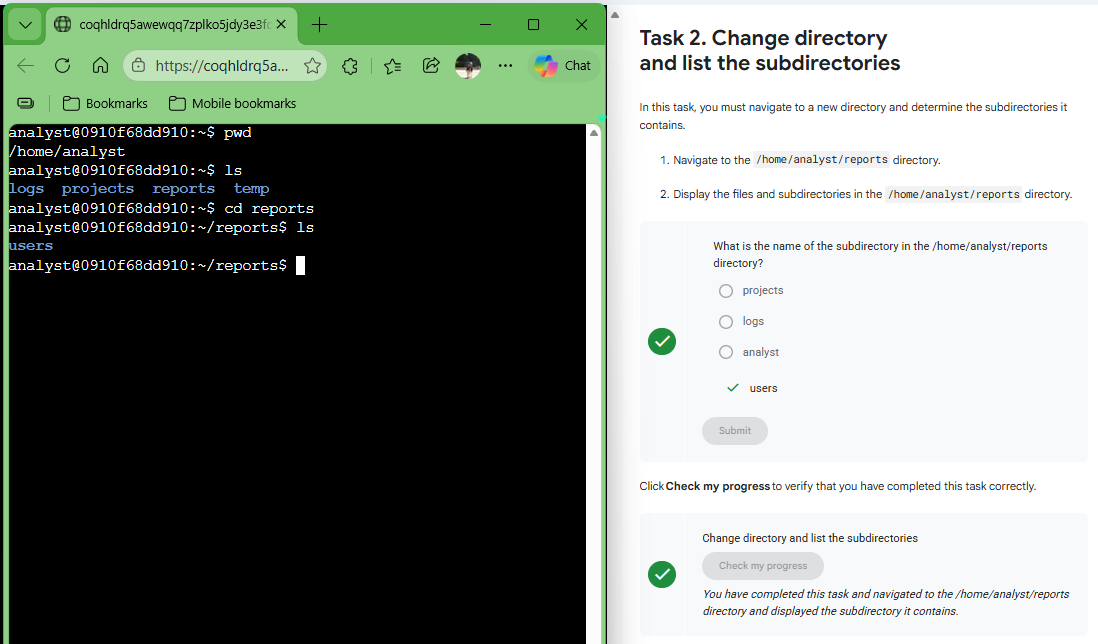 coqhldrq5awewqq7zplko5jdy3e3fc
https://coqhldrq5a...
Chat
Bookmarks
Mobile bookmarks
analyst@0910f68dd910:~$ pwd
/home/analyst
analyst@0910f68dd910:~$ ls
logs projects reports temp
analyst@0910f68dd910:~$ cd reports
analyst@0910f68dd910:~/reports$ ls
users
analyst@0910f68dd910:~/reports$
Task 2. Change directory
and list the subdirectories
In this task, you must navigate to a new directory and determine the subdirectories it
contains.
1. Navigate to the /home/analyst/reports directory.
2. Display the files and subdirectories in the /home/analyst/reports directory.
What is the name of the subdirectory in the /home/analyst/reports
directory?
projects
logs
analyst
users
Submit
Click Check my progress to verify that you have completed this task correctly.
Change directory and list the subdirectories
Check my progress
You have completed this task and navigated to the /home/analyst/reports
directory and displayed the subdirectory it contains.